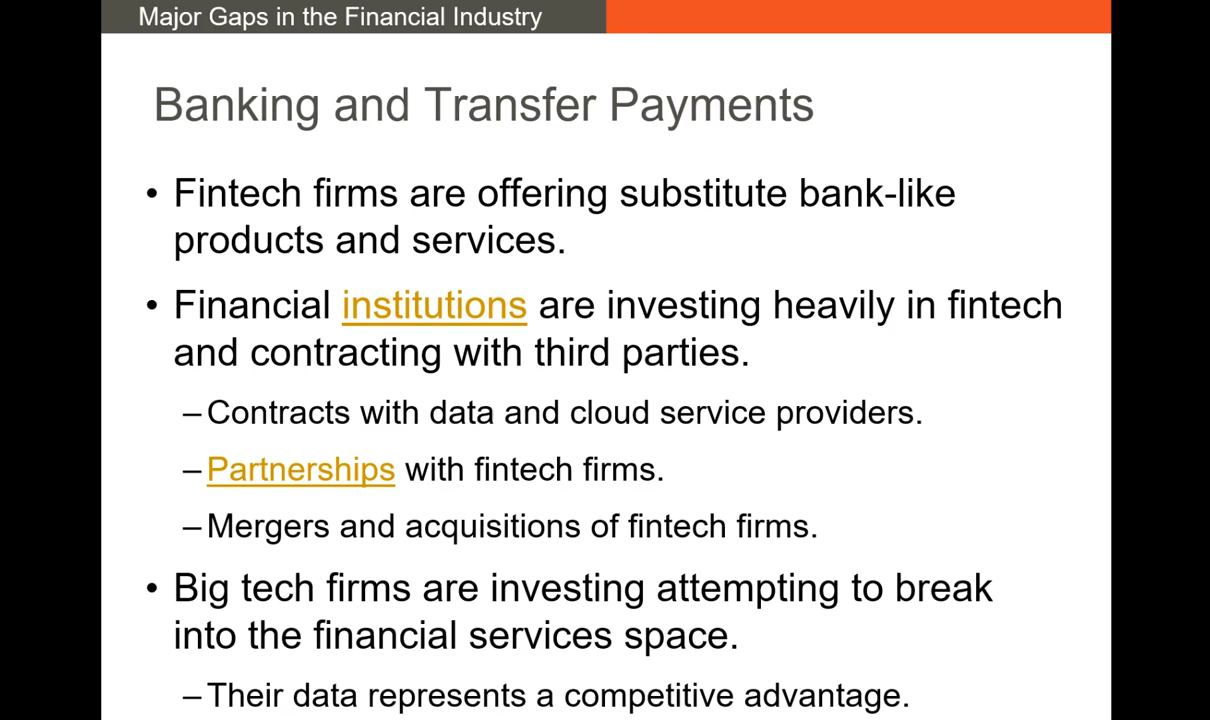 Major Gaps in the Financial Industry
Banking and Transfer Payments
• Fintech firms are offering substitute bank-like
products and services.
• Financial institutions are investing heavily in fintech
and contracting with third parties.
– Contracts with data and cloud service providers.
– Partnerships with fintech firms.
– Mergers and acquisitions of fintech firms.
• Big tech firms are investing attempting to break
into the financial services space.
– Their data represents a competitive advantage.